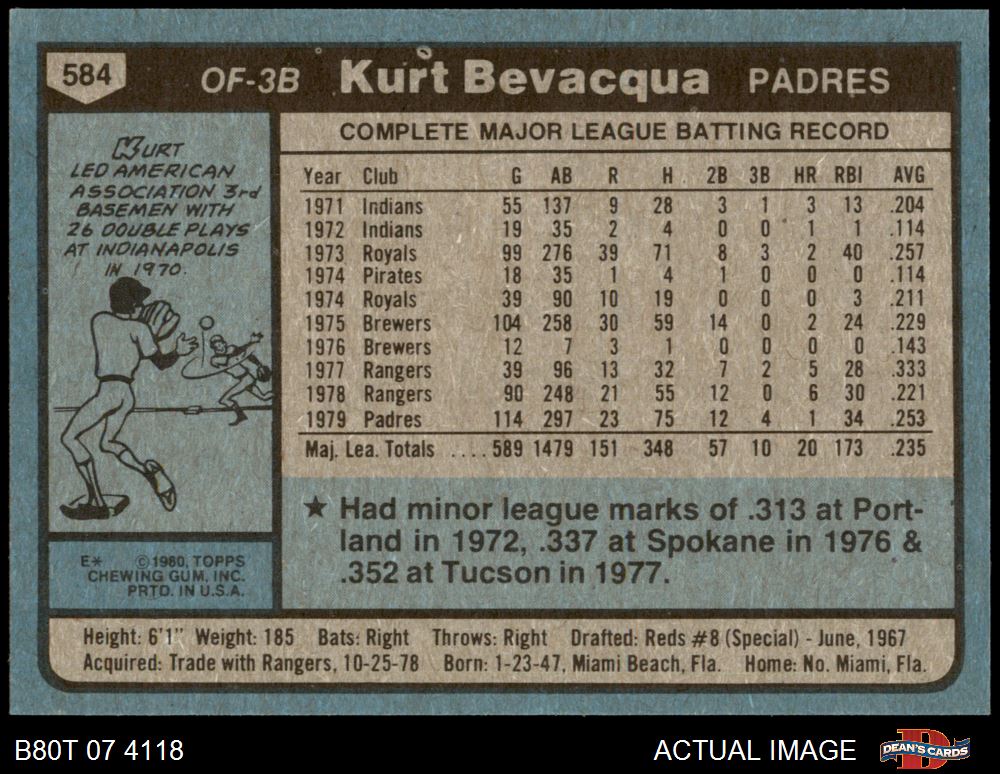 584 OF-3B Kurt Bevacqua PADRES
KURT
LED AMERICAN
ASSOCIATION 3rd
BASEMEN WITH
26 DOUBLE PLAYS
AT INDIANAPOLIS
IN 1970.
E* ©1980, TOPPS
CHEWING GUM, INC.
PRTD. IN U.S.A.
COMPLETE MAJOR LEAGUE BATTING RECORD
Year Club G AB R H 2B 3B HR RBI AVG
1971 Indians 55 137 9 28 3 1 3 13 .204
1972 Indians 19 35 2 4 0 0 1 1 .114
1973 Royals 99 276 39 71 8 3 2 40 .257
1974 Pirates 18 35 1 4 1 0 0 0 .114
1974 Royals 39 90 10 19 0 0 0 3 .211
1975 Brewers 104 258 30 59 14 0 2 24 .229
1976 Brewers 12 7 3 1 0 0 0 0 .143
1977 Rangers 39 96 13 32 7 2 5 28 .333
1978 Rangers 90 248 21 55 12 0 6 30 .221
1979 Padres 114 297 23 75 12 4 1 34 .253
Maj. Lea. Totals ....589 1479 151 348 57 10 20 173 .235
★ Had minor league marks of .313 at Port-
land in 1972, .337 at Spokane in 1976 &
.352 at Tucson in 1977.
Height: 6'1" Weight: 185 Bats: Right Throws: Right Drafted: Reds #8 (Special) - June, 1967
Acquired: Trade with Rangers, 10-25-78 Born: 1-23-47, Miami Beach, Fla. Home: No. Miami, Fla.
B80T 07 4118 ACTUAL IMAGE DEAN'S CARDS